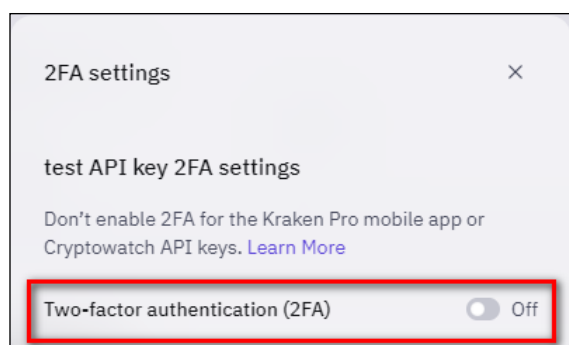 2FA settings
test API key 2FA settings
Don’t enable 2FA for the Kraken Pro mobile app or
Cryptowatch API keys. Learn More
Two-factor authentication (2FA) Off